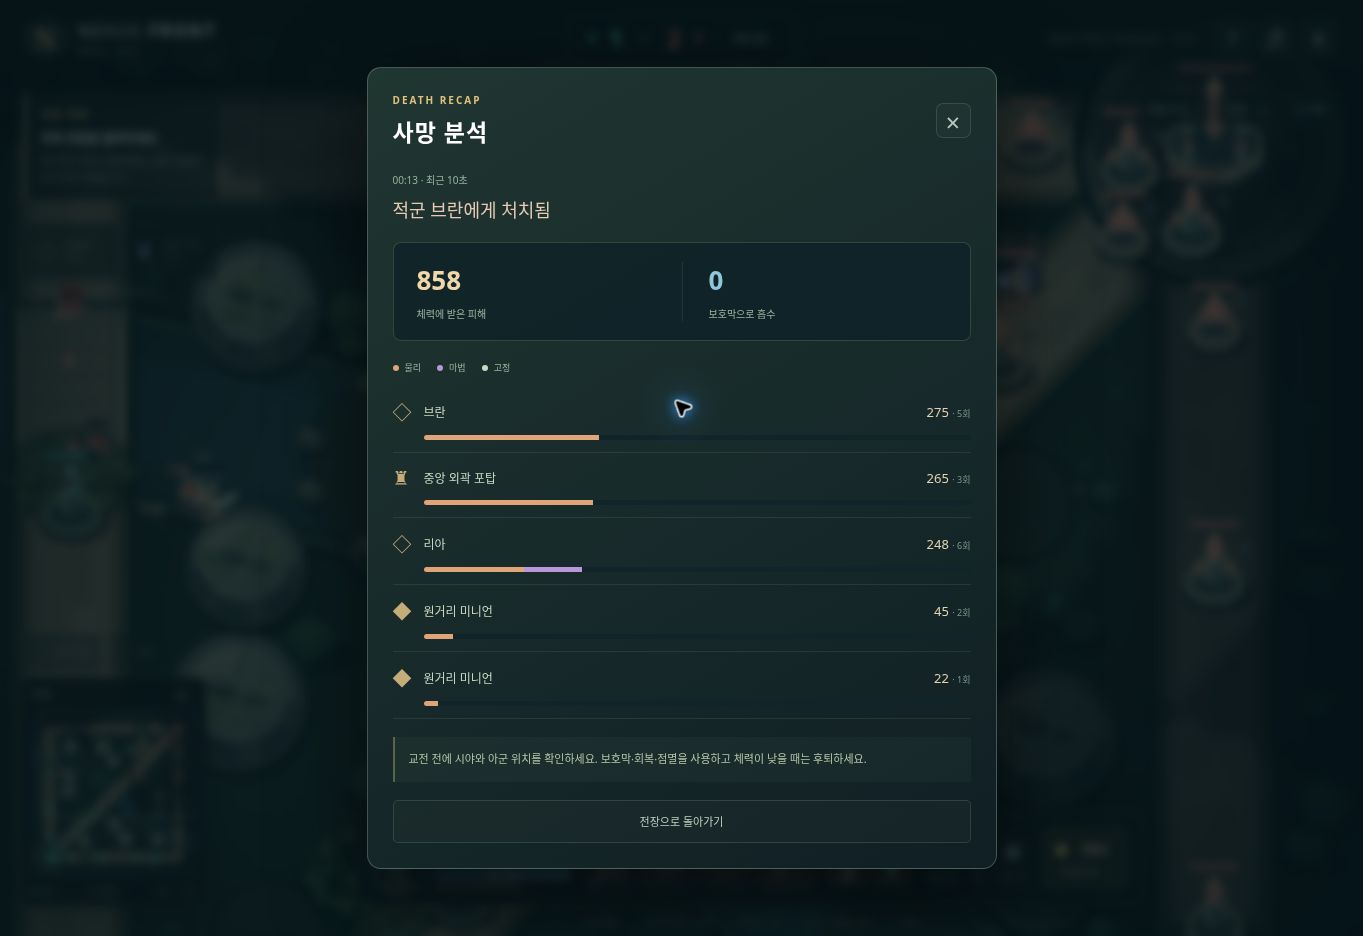 DEATH RECAP
사망 분석
00:13 · 최근 10초
적군 브란에게 처치됨
858
0
체력에 받은 피해
보호막으로 흡수
물리
마법
고정
브란
275 · 5회
중앙 외곽 포탑
265 · 3회
리아
248 · 6회
원거리 미니언
45 · 2회
원거리 미니언
22 · 1회
교전 전에 시야와 아군 위치를 확인하세요. 보호막·회복·점멸을 사용하고 체력이 낮을 때는 후퇴하세요.
전장으로 돌아가기